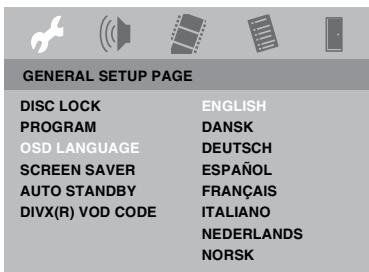 GENERAL SETUP PAGE
DISC LOCK
PROGRAM
OSD LANGUAGE
SCREEN SAVER
AUTO STANDBY
DIVX(R) VOD CODE
ENGLISH
DANSK
DEUTSCH
ESPAÑOL
FRANÇAIS
ITALIANO
NEDERLANDS
NORSK